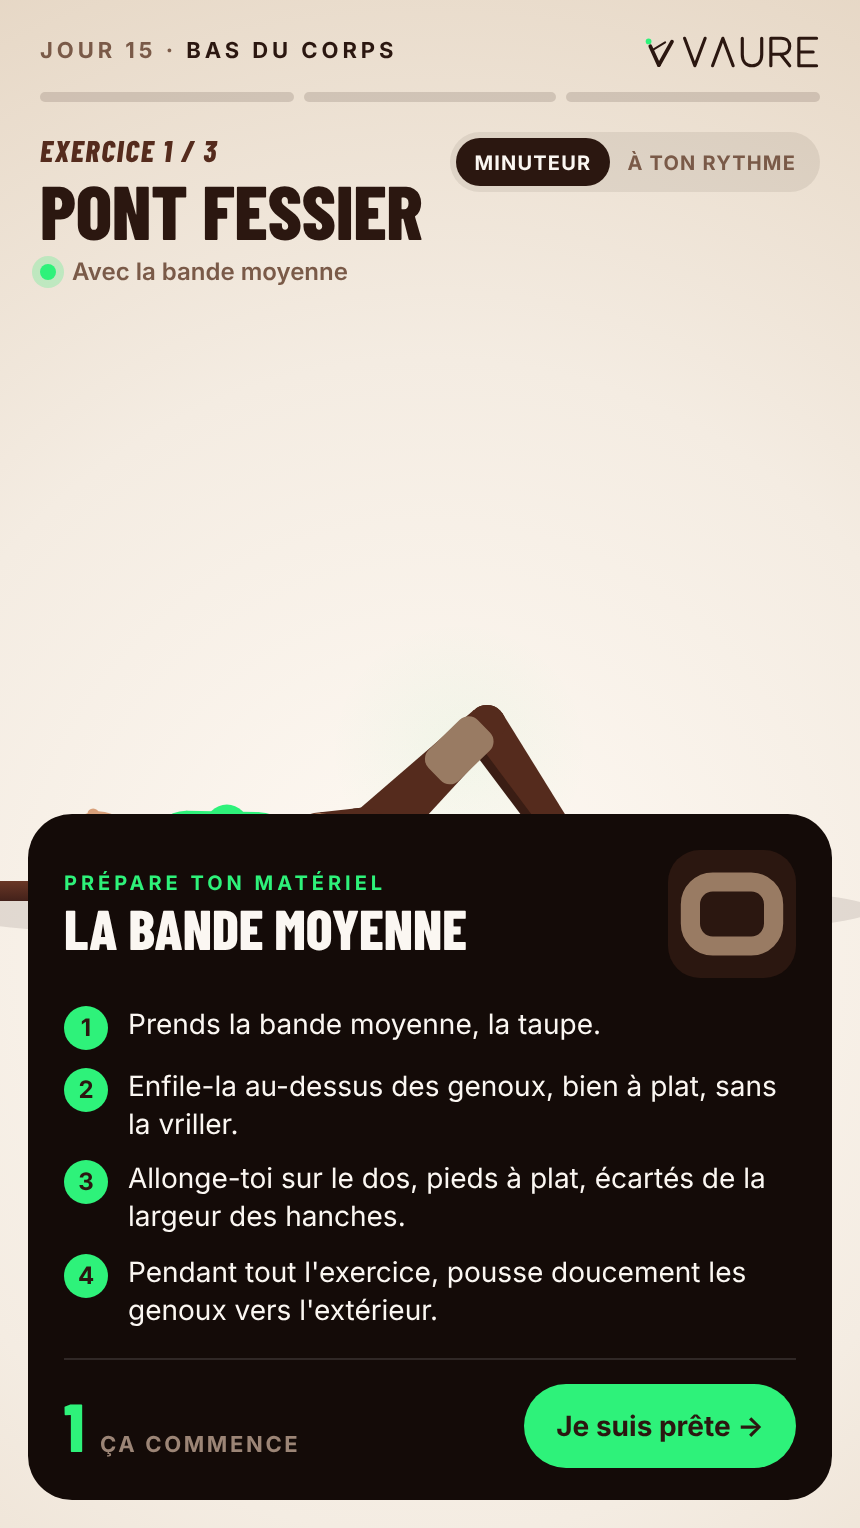 JOUR 15 · BAS DU CORPS
VAURE
EXERCICE 1 / 3
MINUTEUR
À TON RYTHME
PONT FESSIER
Avec la bande moyenne
PRÉPARE TON MATÉRIEL
LA BANDE MOYENNE
1 Prends la bande moyenne, la taupe.
2 Enfile-la au-dessus des genoux, bien à plat, sans
la vriller.
3 Allonge-toi sur le dos, pieds à plat, écartés de la
largeur des hanches.
4 Pendant tout l'exercice, pousse doucement les
genoux vers l'extérieur.
1 ÇA COMMENCE
Je suis prête →